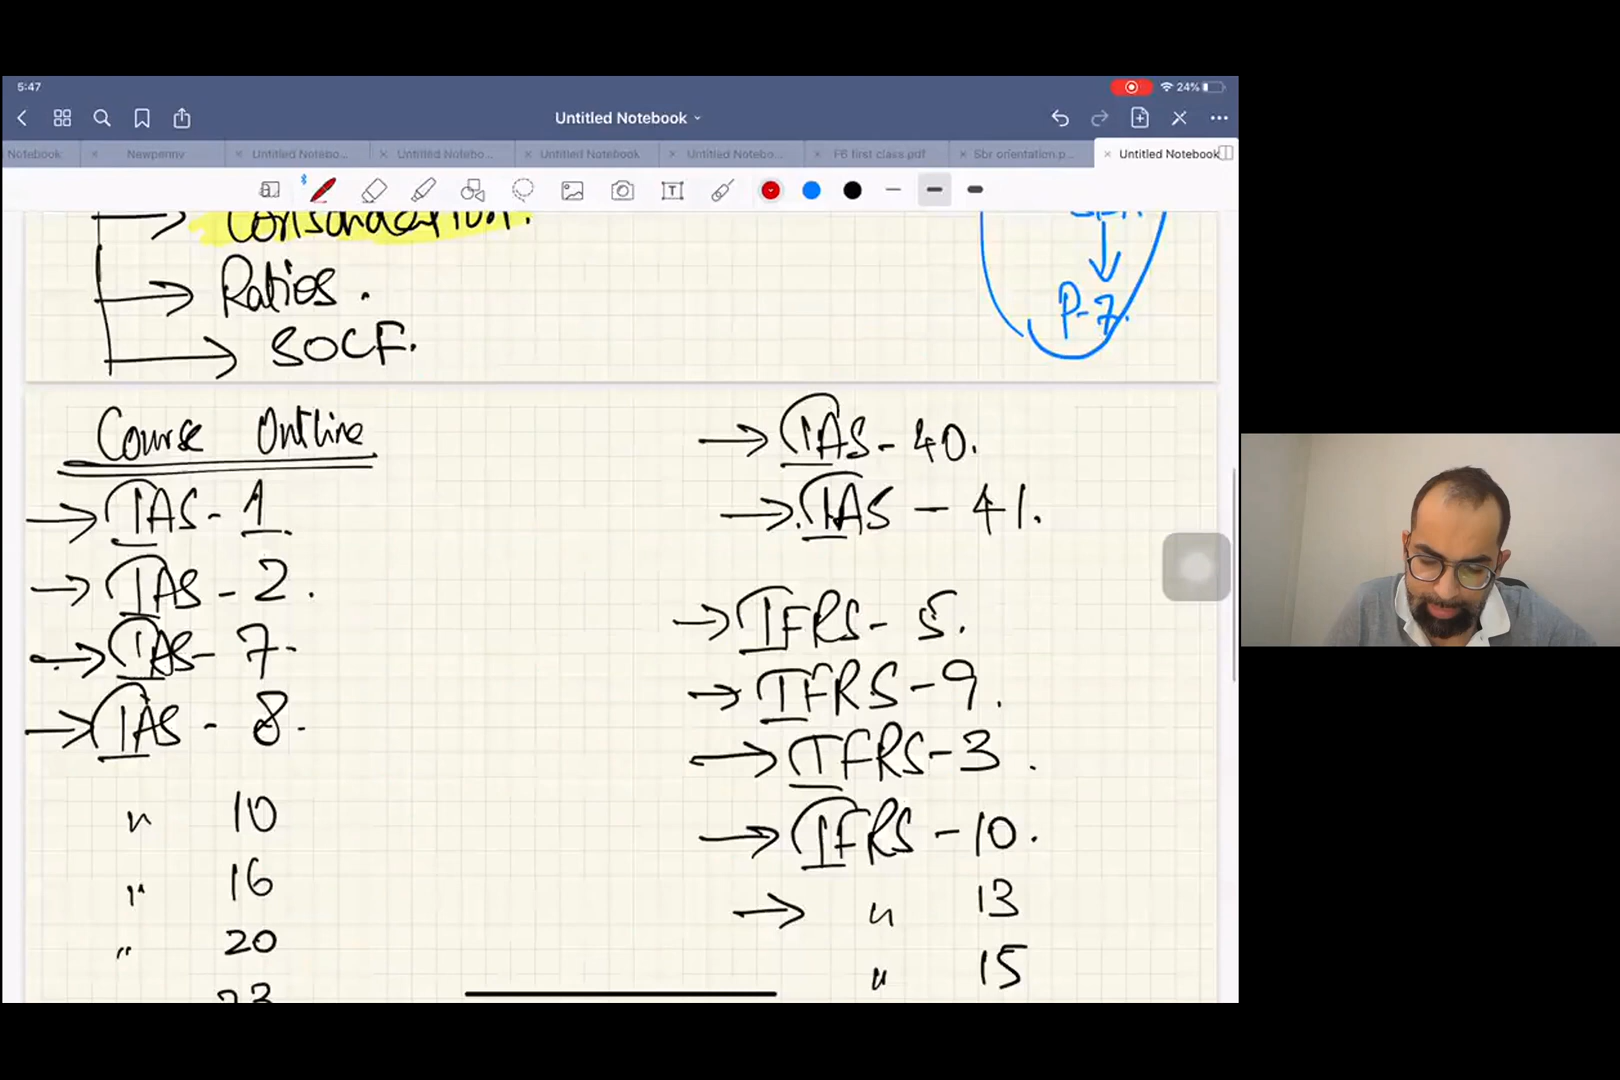 5:47
24%
Untitled Notebook
Notebook
Newpenny
Untitled Notebo...
Untitled Notebo...
Untitled Notebook
Untitled Notebo...
F6 first class.pdf
Sbr orientation.p...
Untitled Notebook
Consolidation.
Ratios.
SOCF.
P-7.
Course Outline
→ IAS - 1.
→ IAS - 2.
→ IAS - 7.
→ IAS - 8.
" 10
" 16
" 20
23
→ IAS - 40.
→ IAS - 41.
→ IFRS - 5.
→ IFRS - 9.
→ IFRS - 3.
→ IFRS - 10.
→ " 13
" 15